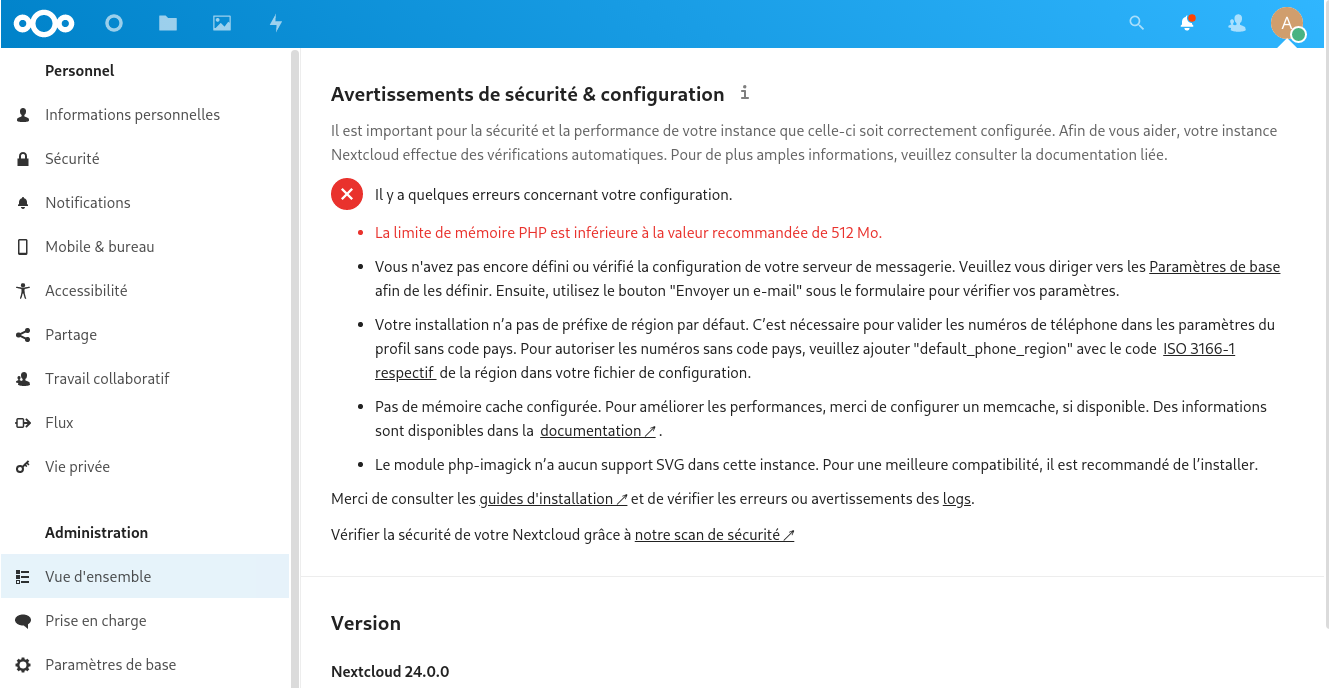 A
Personnel
Informations personnelles
Sécurité
Notifications
Mobile & bureau
Accessibilité
Partage
Travail collaboratif
Flux
Vie privée
Administration
Vue d'ensemble
Prise en charge
Paramètres de base
Avertissements de sécurité & configuration
Il est important pour la sécurité et la performance de votre instance que celle-ci soit correctement configurée. Afin de vous aider, votre instance
Nextcloud effectue des vérifications automatiques. Pour de plus amples informations, veuillez consulter la documentation liée.
Il y a quelques erreurs concernant votre configuration.
La limite de mémoire PHP est inférieure à la valeur recommandée de 512 Mo.
Vous n'avez pas encore défini ou vérifié la configuration de votre serveur de messagerie. Veuillez vous diriger vers les Paramètres de base
afin de les définir. Ensuite, utilisez le bouton "Envoyer un e-mail" sous le formulaire pour vérifier vos paramètres.
Votre installation n’a pas de préfixe de région par défaut. C’est nécessaire pour valider les numéros de téléphone dans les paramètres du
profil sans code pays. Pour autoriser les numéros sans code pays, veuillez ajouter "default_phone_region" avec le code ISO 3166-1
respectif de la région dans votre fichier de configuration.
Pas de mémoire cache configurée. Pour améliorer les performances, merci de configurer un memcache, si disponible. Des informations
sont disponibles dans la documentation ↗ .
Le module php-imagick n’a aucun support SVG dans cette instance. Pour une meilleure compatibilité, il est recommandé de l’installer.
Merci de consulter les guides d'installation ↗ et de vérifier les erreurs ou avertissements des logs.
Vérifier la sécurité de votre Nextcloud grâce à notre scan de sécurité ↗
Version
Nextcloud 24.0.0